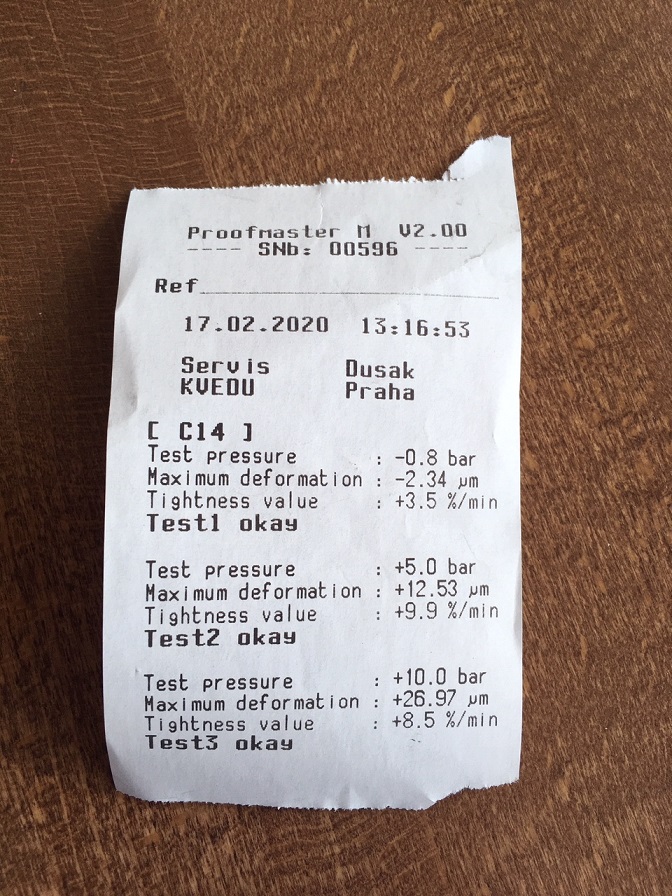 Proofmaster M V2.00
---- SNb: 00596 ----
Ref
17.02.2020 13:16:53
Servis Dusak
KVEDU Praha
[ C14 ]
Test pressure : -0.8 bar
Maximum deformation : -2.34 µm
Tightness value : +3.5 %/min
Test1 okay
Test pressure : +5.0 bar
Maximum deformation : +12.53 µm
Tightness value : +9.9 %/min
Test2 okay
Test pressure : +10.0 bar
Maximum deformation : +26.97 µm
Tightness value : +8.5 %/min
Test3 okay